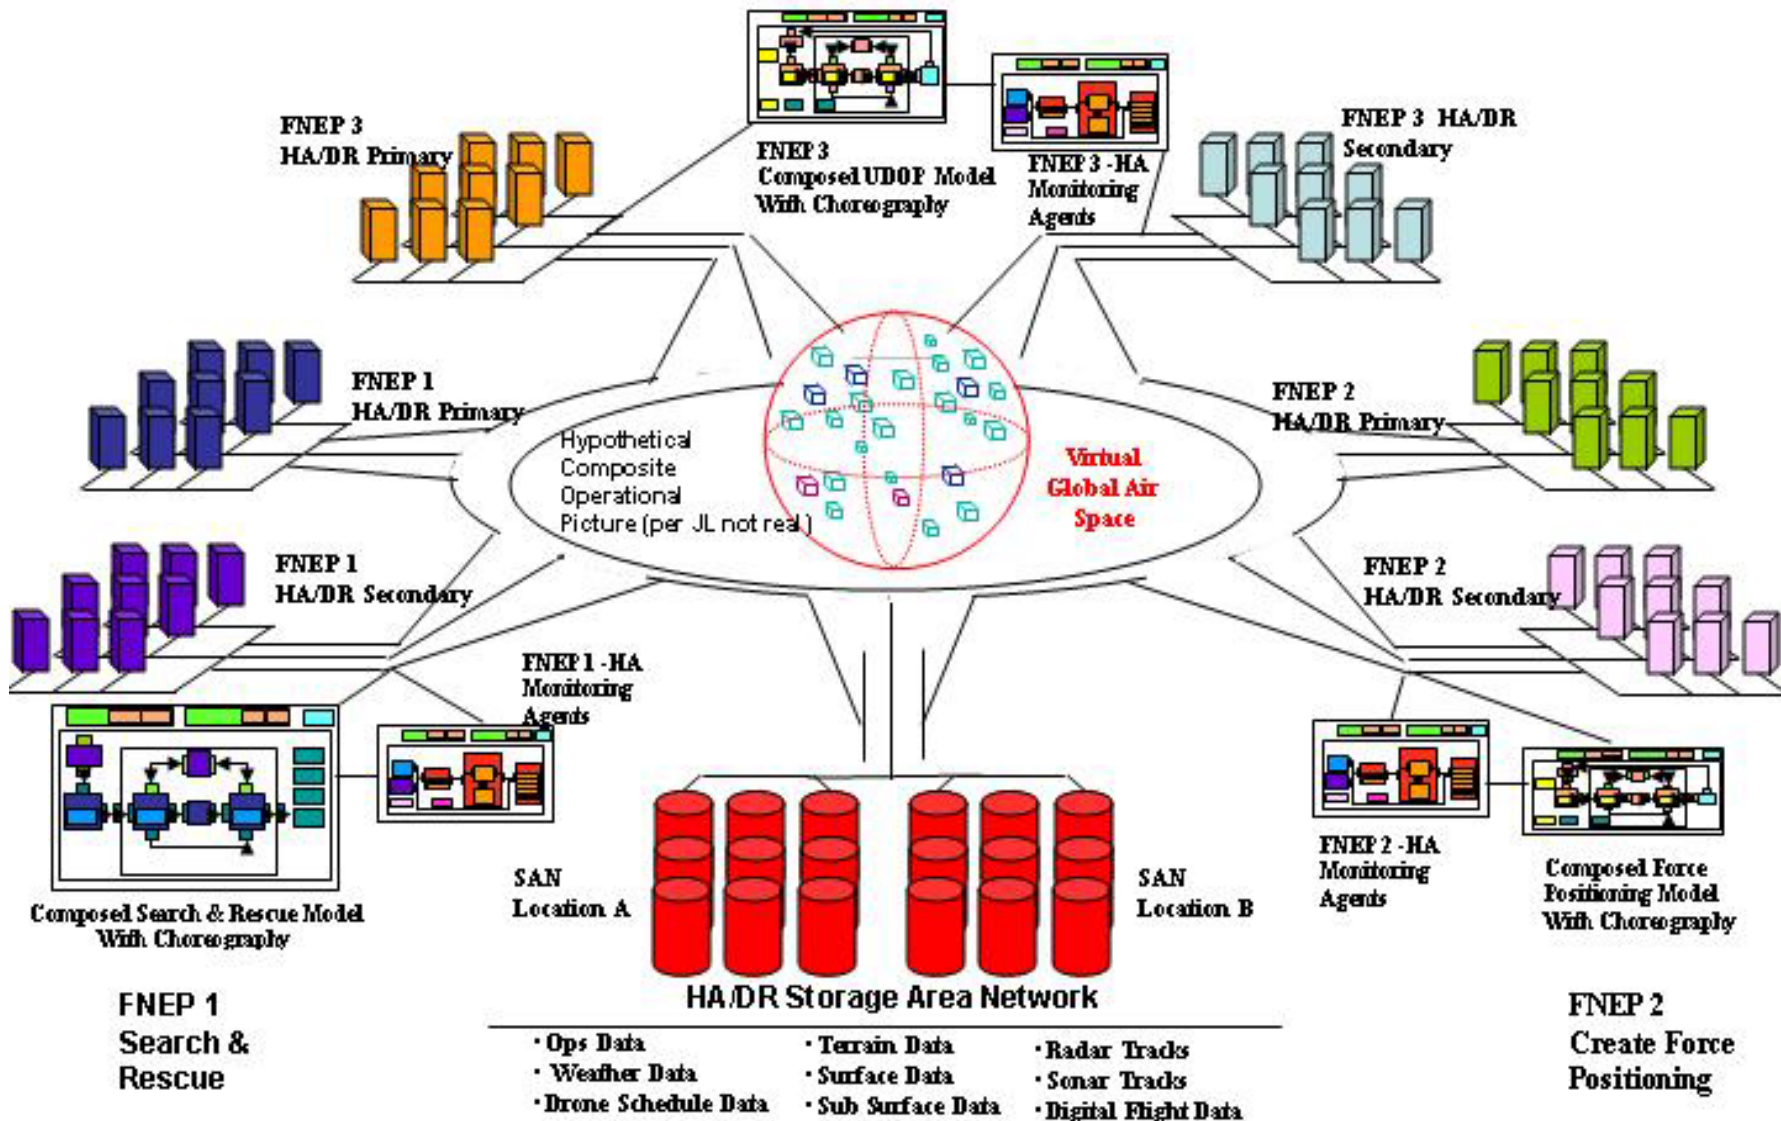 FNEP 3
HA/DR Primary
FNEP 3
Composed UDOP Model
With Choreography
FNEP 3 -HA
Monitoring
Agents
FNEP 3 HA/DR
Secondary
FNEP 1
HA/DR Primary
Hypothetical
Composite
Operational
Picture (per JL not real )
Virtual
Global Air
Space
FNEP 2
HA/DR Primary
FNEP 1
HA/DR Secondary
FNEP 2
HA/DR Secondary
FNEP 1 -HA
Monitoring
Agents
Composed Search & Rescue Model
With Choreography
SAN
Location A
SAN
Location B
FNEP 2 -HA
Monitoring
Agents
Composed Force
Positioning Model
With Choreography
FNEP 1
Search &
Rescue
HA/DR Storage Area Network
· Ops Data
· Weather Data
· Drone Schedule Data
· Terrain Data
· Surface Data
· Sub Surface Data
· Radar Tracks
· Sonar Tracks
· Digital Flight Data
FNEP 2
Create Force
Positioning